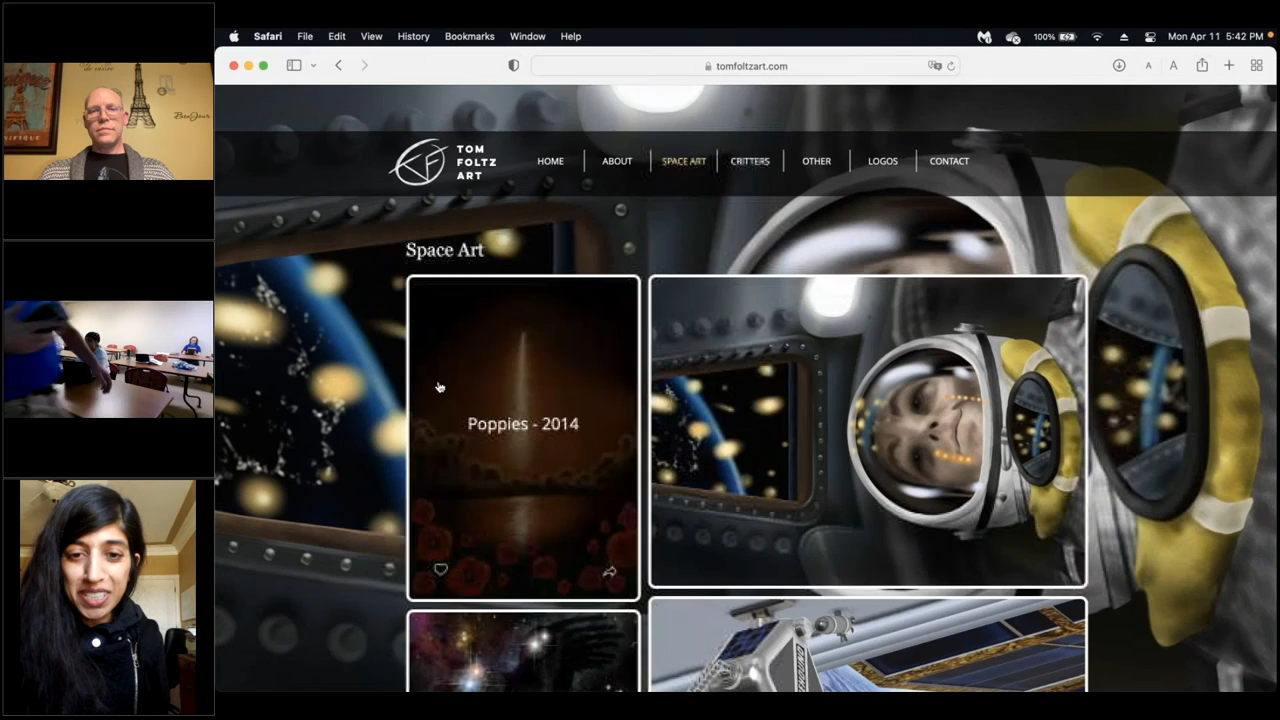 Safari File Edit View History Bookmarks Window Help 100% Mon Apr 11 5:42 PM
tomfoltzart.com A A
TOM
FOLTZ
ART
HOME ABOUT SPACE ART CRITTERS OTHER LOGOS CONTACT
Space Art
Poppies - 2014
BonJour